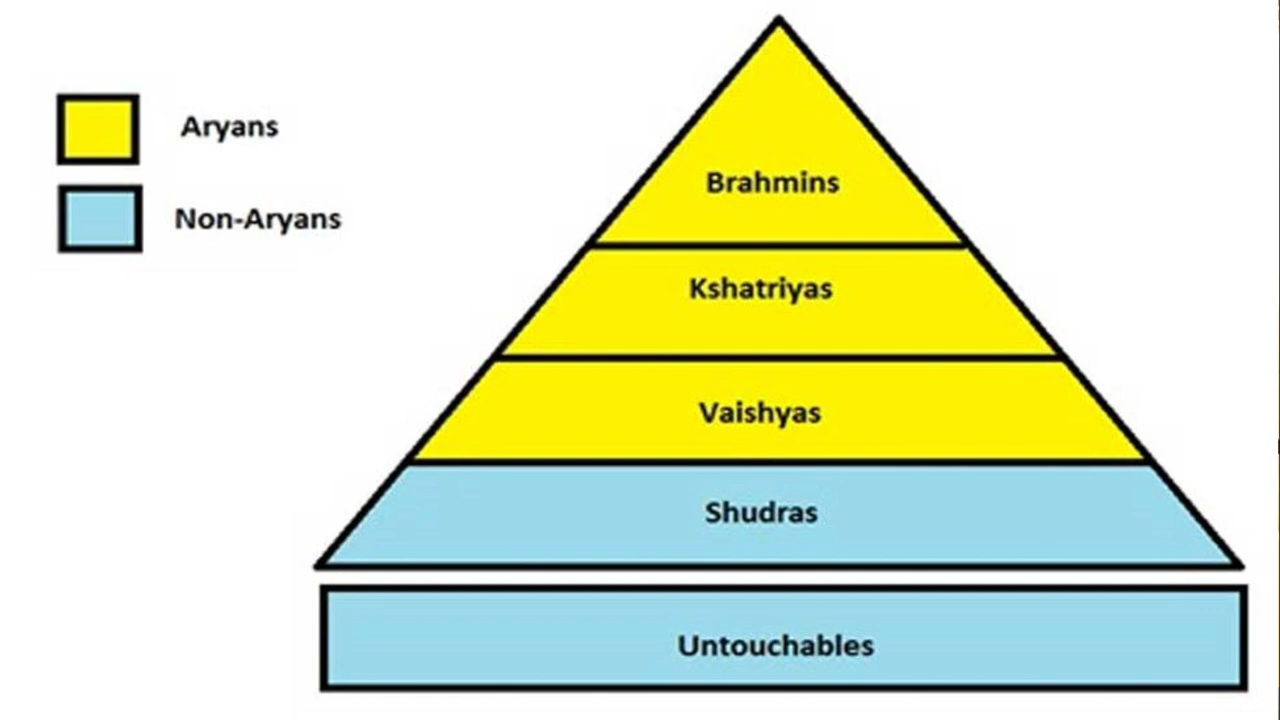 Aryans
Non-Aryans
Brahmins
Kshatriyas
Vaishyas
Shudras
Untouchables